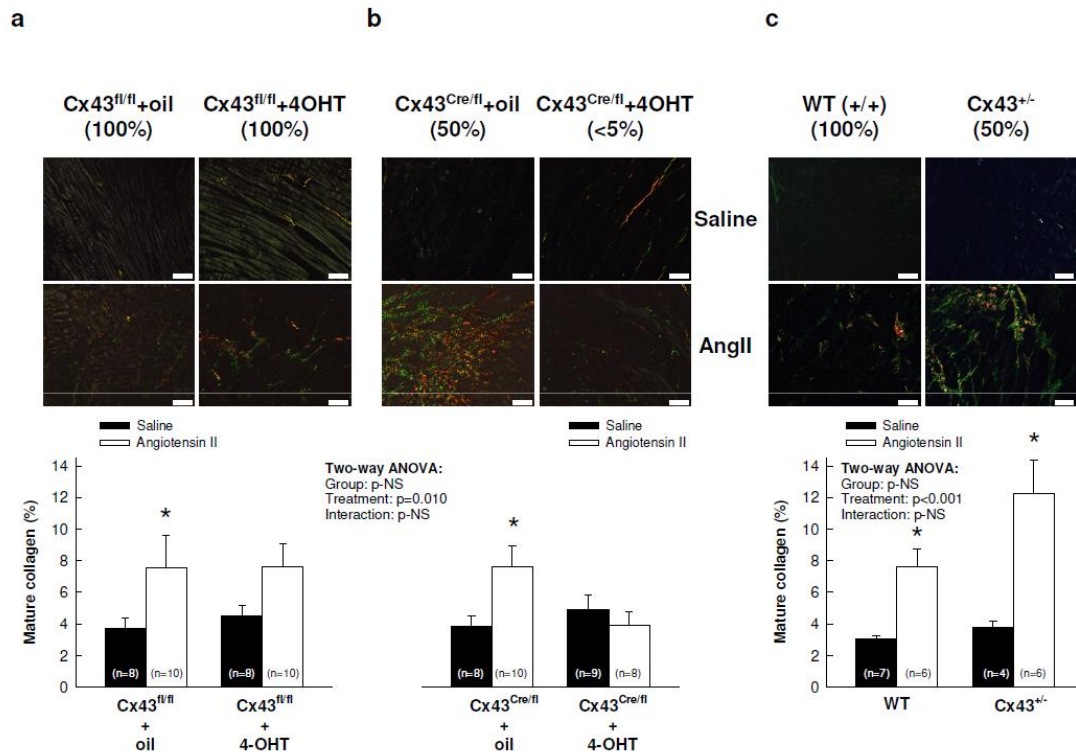 a
b
c
Cx43fl/fl+oil
(100%)
Cx43fl/fl+4OHT
(100%)
Cx43Cre/fl+oil
(50%)
Cx43Cre/fl+4OHT
(<5%)
WT (+/+)
(100%)
Cx43+/-
(50%)
Saline
AngII
Saline
Angiotensin II
Saline
Angiotensin II
Saline
Angiotensin II
Mature collagen (%)
14
12
10
8
6
4
2
0
*
(n=8)
(n=10)
(n=8)
(n=10)
Cx43fl/fl
+
oil
Cx43fl/fl
+
4-OHT
Two-way ANOVA:
Group: p-NS
Treatment: p=0.010
Interaction: p-NS
*
(n=8)
(n=10)
(n=9)
(n=8)
Cx43Cre/fl
+
oil
Cx43Cre/fl
+
4-OHT
Mature collagen (%)
14
12
10
8
6
4
2
0
Two-way ANOVA:
Group: p-NS
Treatment: p<0.001
Interaction: p-NS
*
*
(n=7)
(n=6)
(n=4)
(n=6)
WT
Cx43+/-